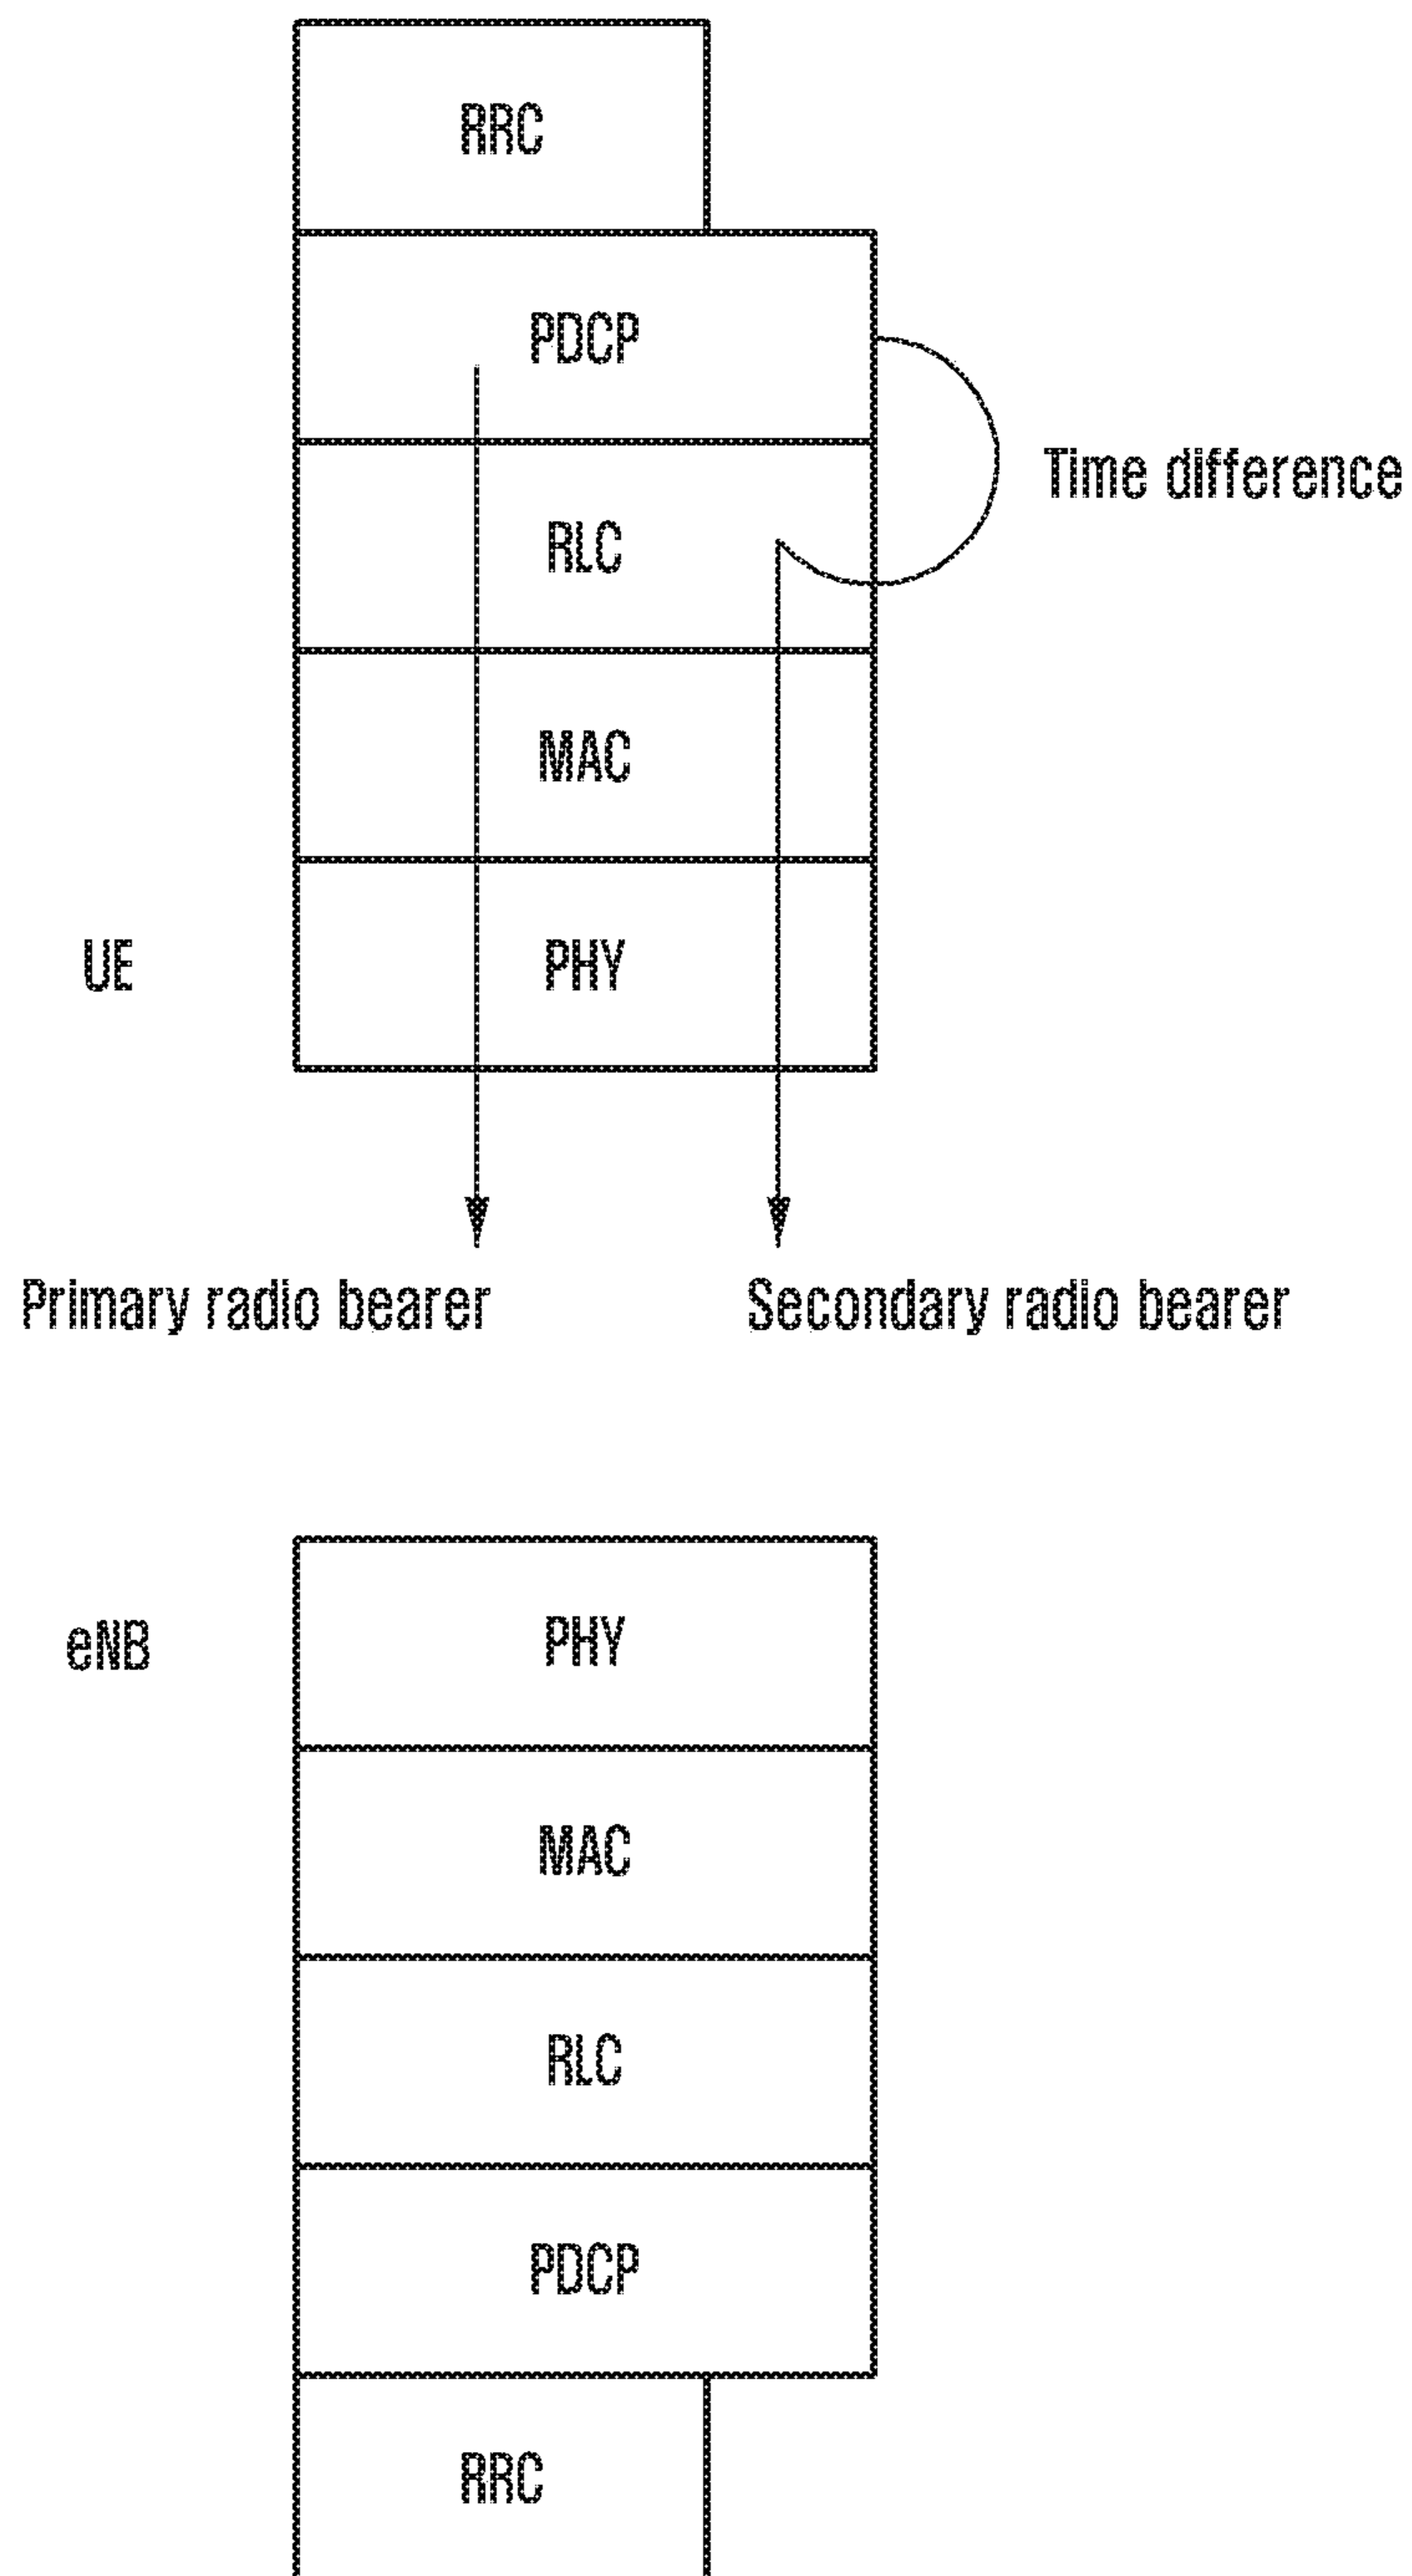 RRC
PDCP
Time difference
RLC
MAC
UE
PHY
Primary radio bearer
Secondary radio bearer
eNB
PHY
MAC
RLC
PDCP
RRC